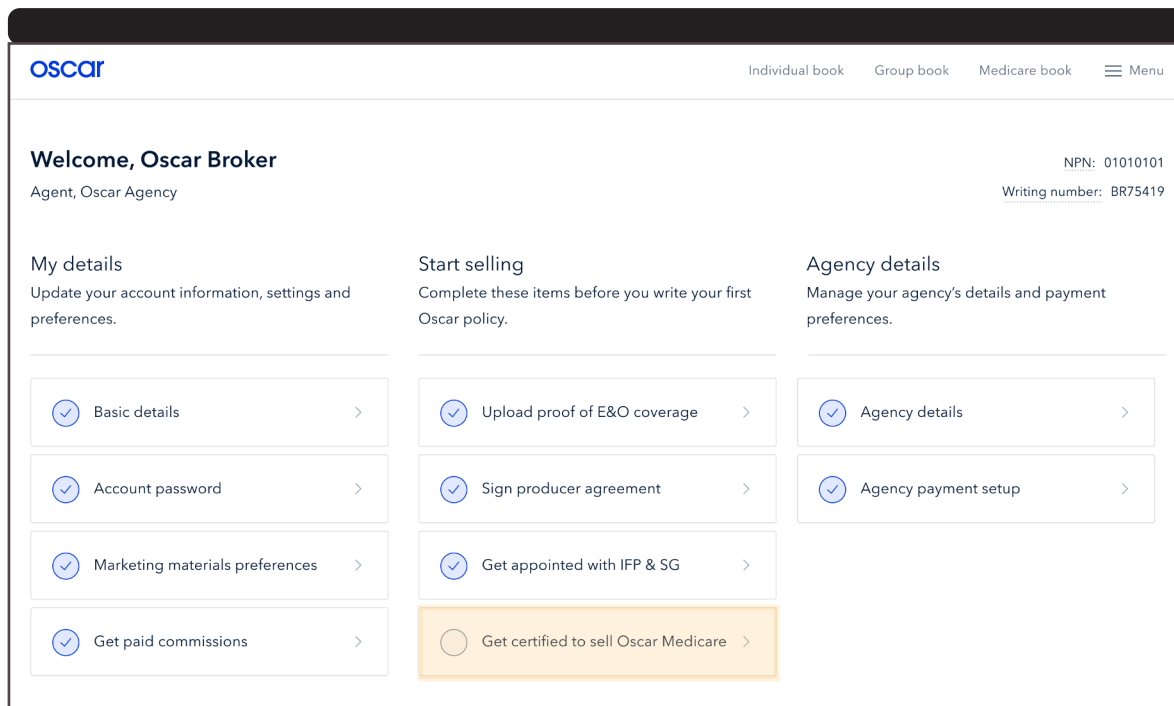 oscar
Individual book
Group book
Medicare book
Menu
Welcome, Oscar Broker
Agent, Oscar Agency
NPN: 01010101
Writing number: BR75419
My details
Update your account information, settings and
preferences.
Basic details
Account password
Marketing materials preferences
Get paid commissions
Start selling
Complete these items before you write your first
Oscar policy.
Upload proof of E&O coverage
Sign producer agreement
Get appointed with IFP & SG
Get certified to sell Oscar Medicare
Agency details
Manage your agency’s details and payment
preferences.
Agency details
Agency payment setup